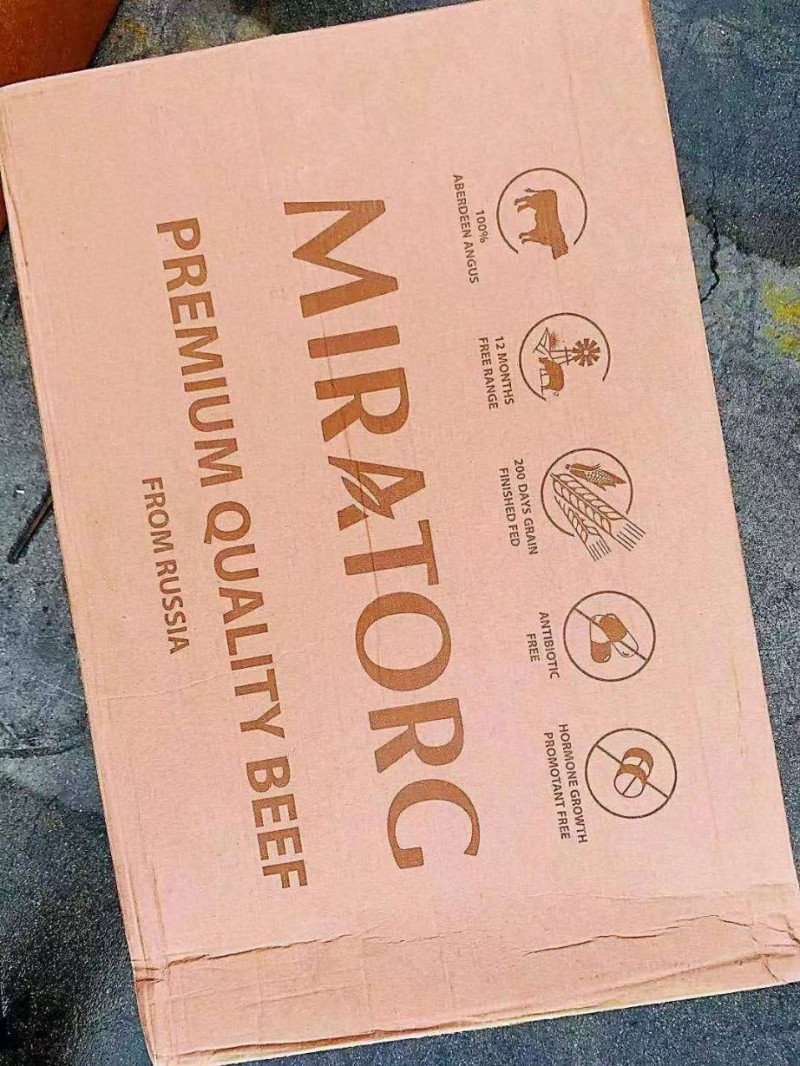 100%
ABERDEEN ANGUS
12 MONTHS
FREE RANGE
200 DAYS GRAIN
FINISHED FED
ANTIBIOTIC
FREE
HORMONE GROWTH
PROMOTANT FREE
MIRATORG
PREMIUM QUALITY BEEF
FROM RUSSIA